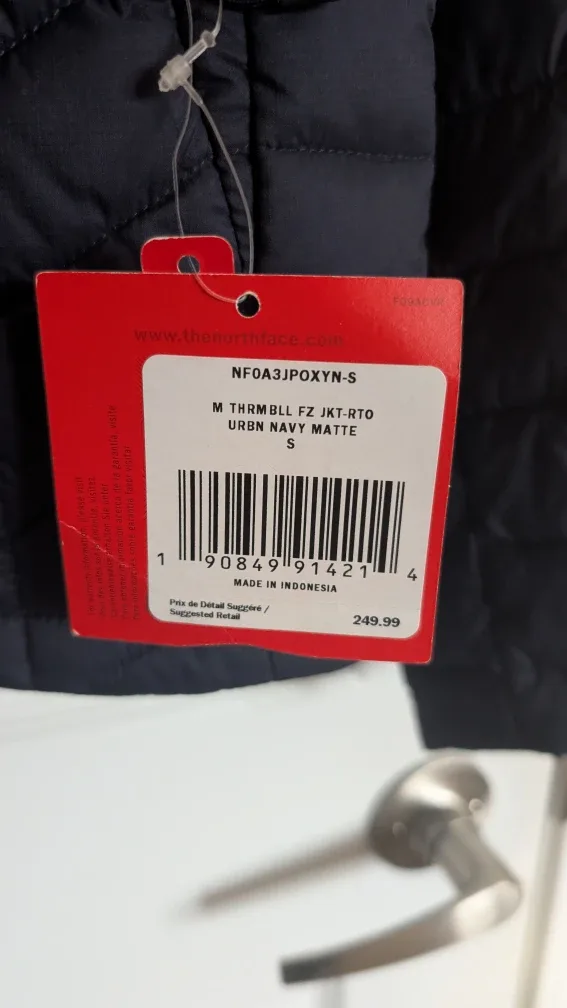 www.thenorthface.com
NF0A3JPOXYN-S
M THRMBLL FZ JKT-RTO
URBN NAVY MATTE
S
1 90849 91421 4
MADE IN INDONESIA
Prix de Détail Suggéré /
Suggested Retail
249.99